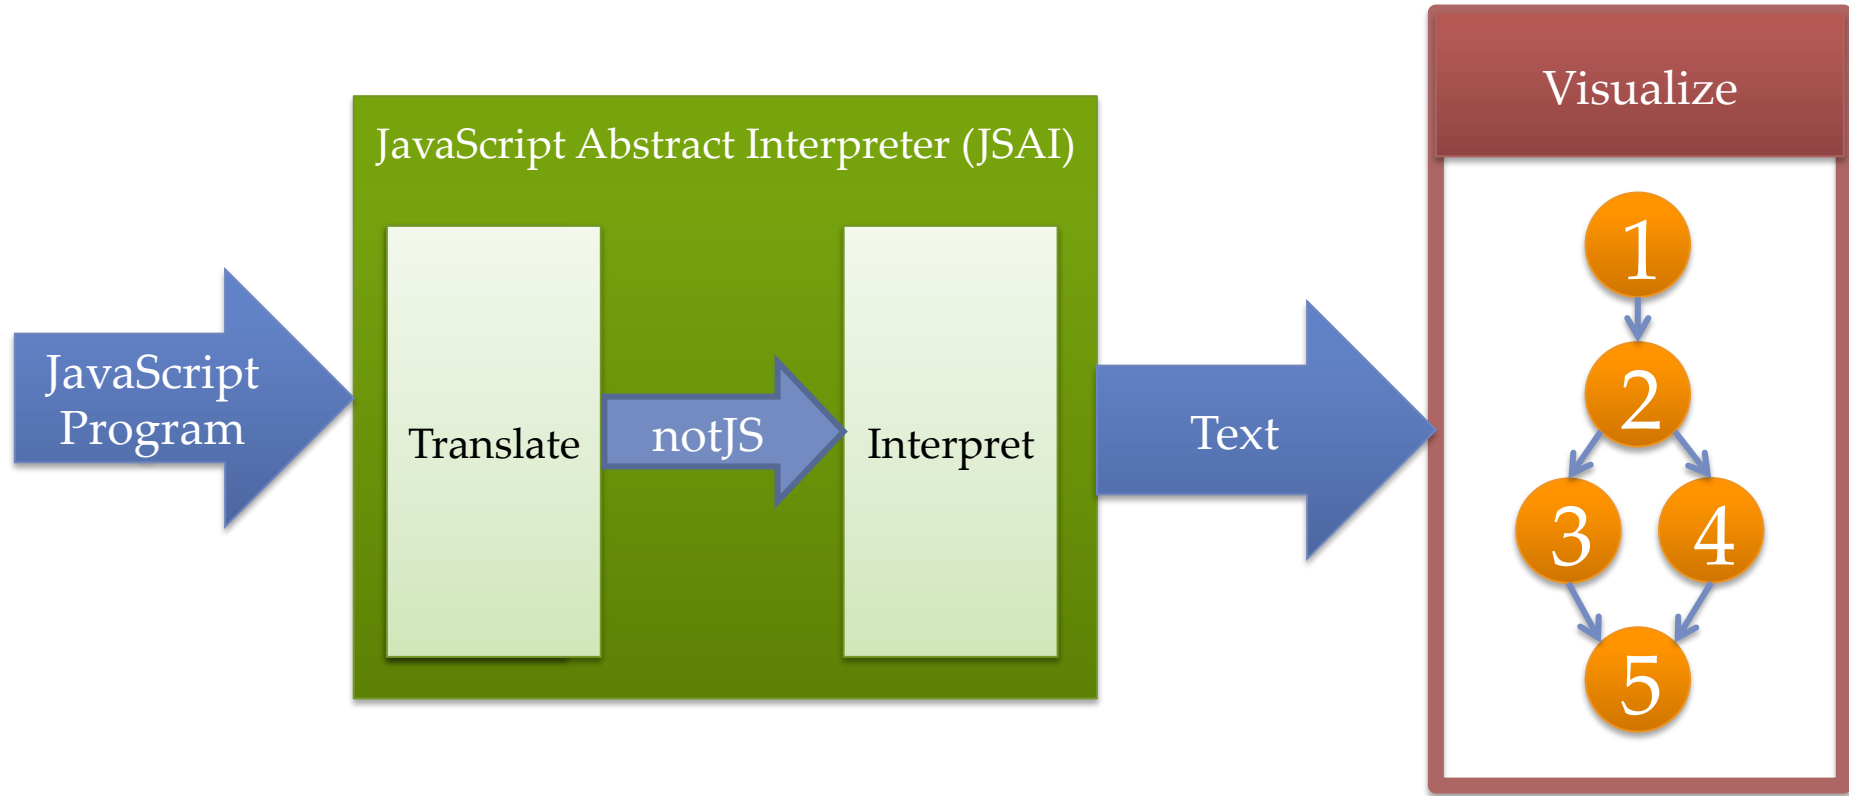 JavaScript
Program
JavaScript Abstract Interpreter (JSAI)
Translate
notJS
Interpret
Text
Visualize
1
2
3
4
5